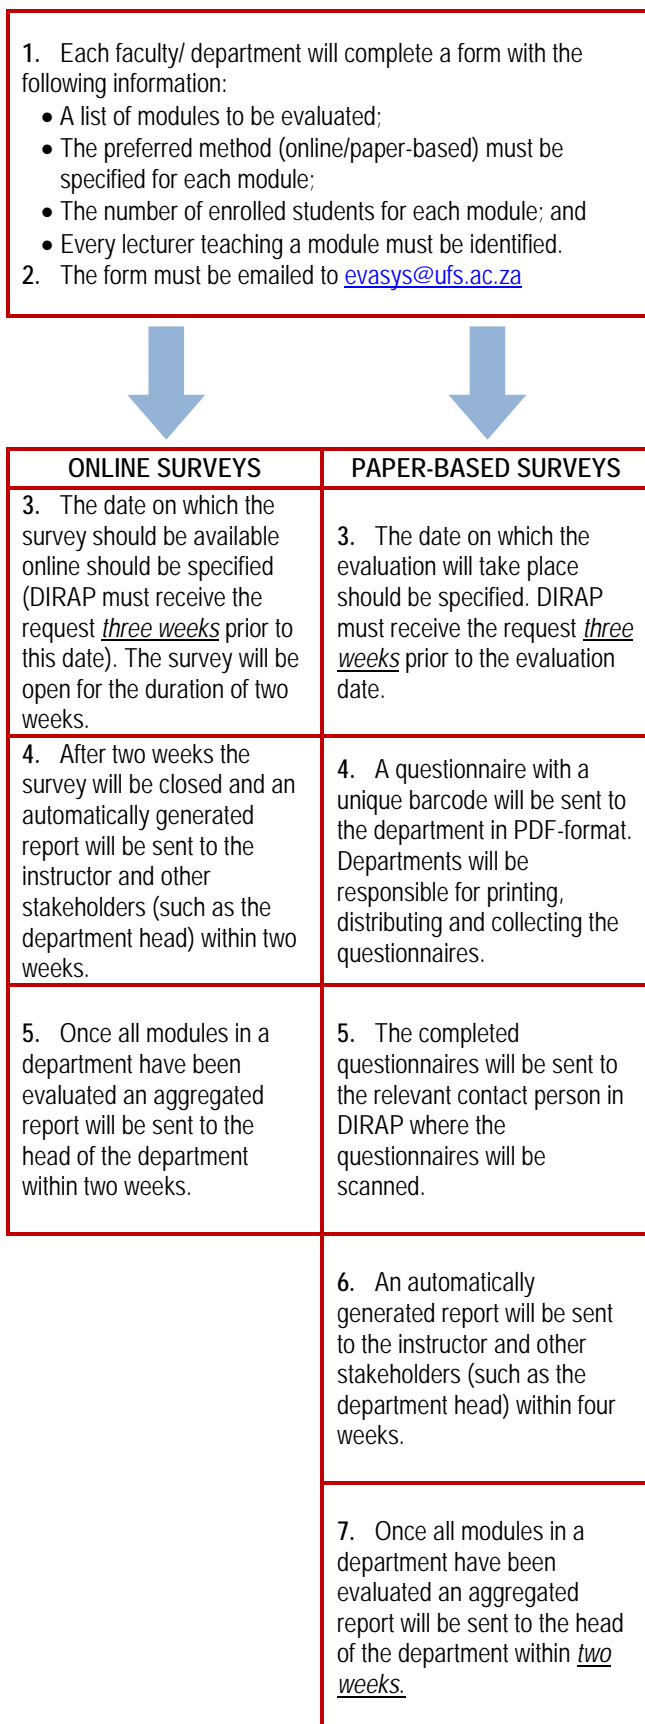 1. Each faculty/ department will complete a form with the
following information:
• A list of modules to be evaluated;
• The preferred method (online/paper-based) must be
specified for each module;
• The number of enrolled students for each module; and
• Every lecturer teaching a module must be identified.
2. The form must be emailed to evasys@ufs.ac.za
ONLINE SURVEYS
3. The date on which the
survey should be available
online should be specified
(DIRAP must receive the
request three weeks prior to
this date). The survey will be
open for the duration of two
weeks.
4. After two weeks the
survey will be closed and an
automatically generated
report will be sent to the
instructor and other
stakeholders (such as the
department head) within two
weeks.
5. Once all modules in a
department have been
evaluated an aggregated
report will be sent to the
head of the department
within two weeks.
PAPER-BASED SURVEYS
3. The date on which the
evaluation will take place
should be specified. DIRAP
must receive the request three
weeks prior to the evaluation
date.
4. A questionnaire with a
unique barcode will be sent to
the department in PDF-format.
Departments will be
responsible for printing,
distributing and collecting the
questionnaires.
5. The completed
questionnaires will be sent to
the relevant contact person in
DIRAP where the
questionnaires will be
scanned.
6. An automatically
generated report will be sent
to the instructor and other
stakeholders (such as the
department head) within four
weeks.
7. Once all modules in a
department have been
evaluated an aggregated
report will be sent to the head
of the department within two
weeks.